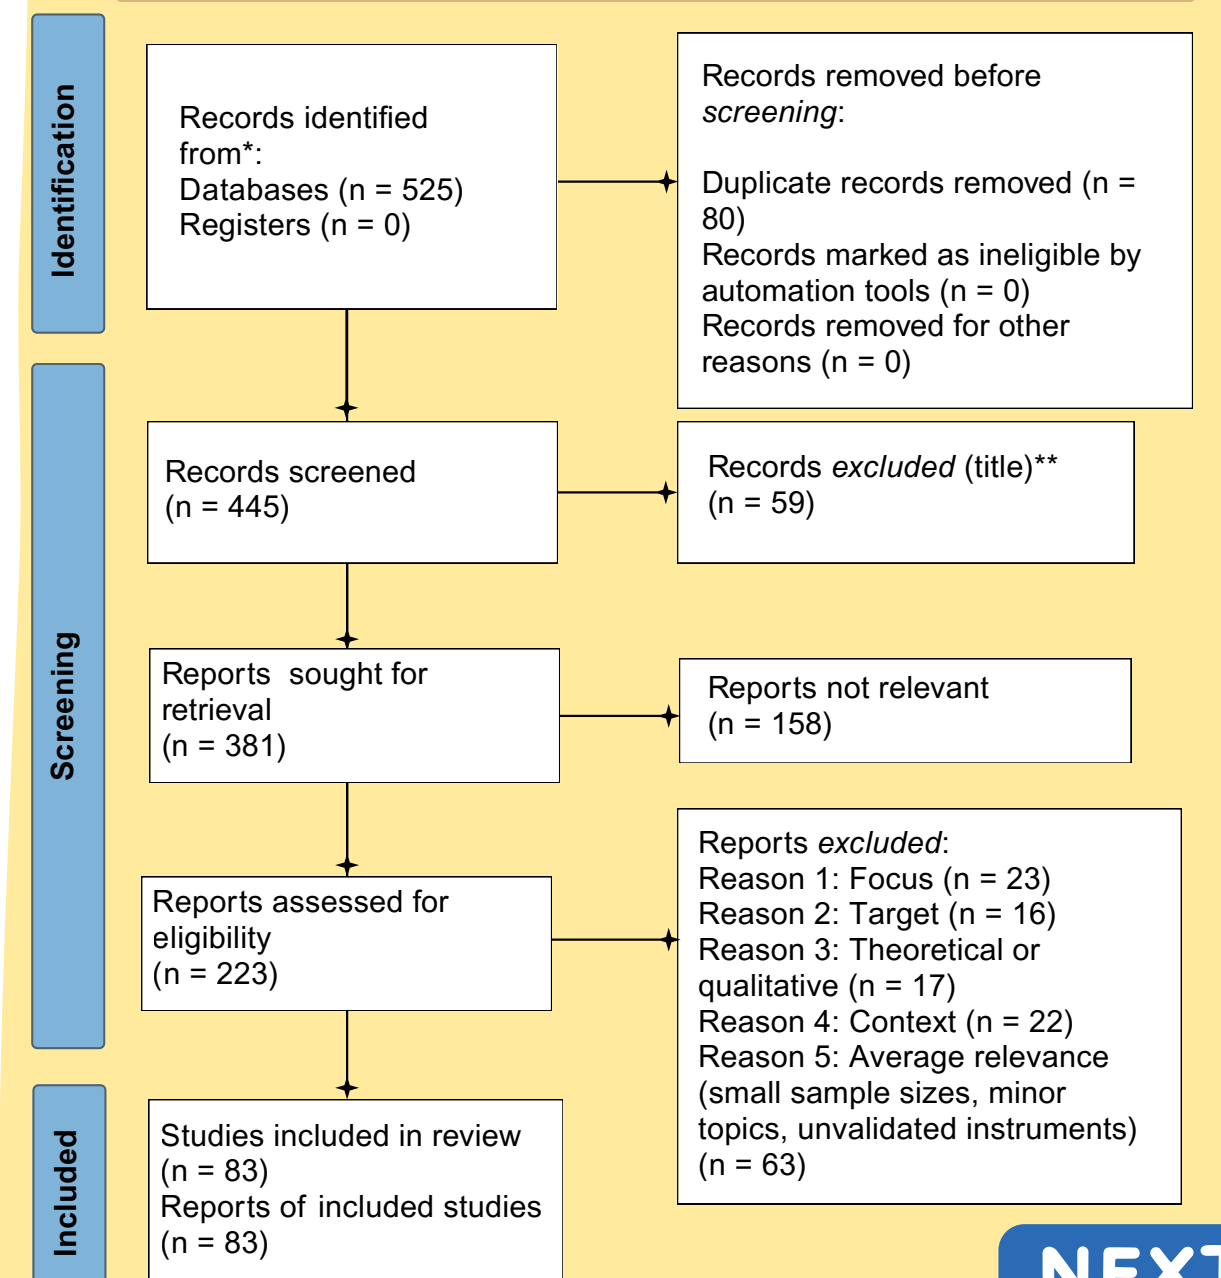 Identification
Records identified
from*:
Databases (n = 525)
Registers (n = 0)
Records removed before
screening:
Duplicate records removed (n =
80)
Records marked as ineligible by
automation tools (n = 0)
Records removed for other
reasons (n = 0)
Screening
Records screened
(n = 445)
Records excluded (title)**
(n = 59)
Reports sought for
retrieval
(n = 381)
Reports not relevant
(n = 158)
Reports assessed for
eligibility
(n = 223)
Reports excluded:
Reason 1: Focus (n = 23)
Reason 2: Target (n = 16)
Reason 3: Theoretical or
qualitative (n = 17)
Reason 4: Context (n = 22)
Reason 5: Average relevance
(small sample sizes, minor
topics, unvalidated instruments)
(n = 63)
Included
Studies included in review
(n = 83)
Reports of included studies
(n = 83)
NEXT